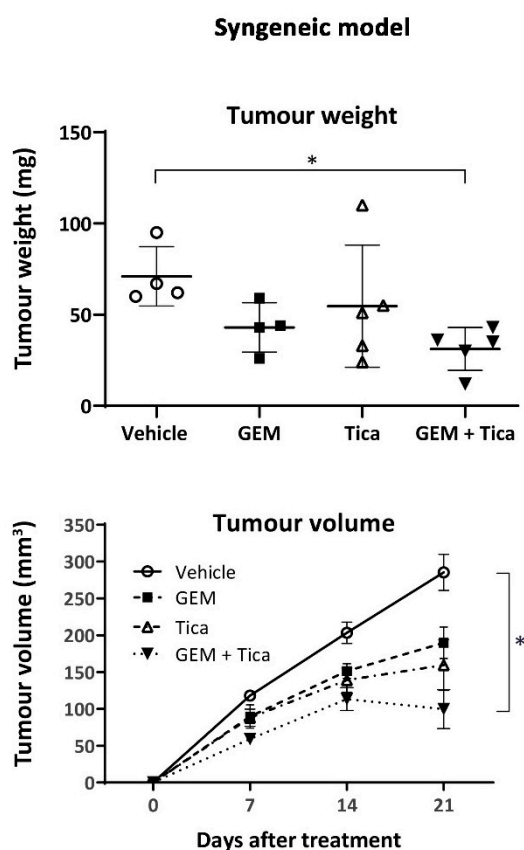 Syngeneic model
Tumour weight
Tumour weight (mg)
150
100
50
0
*
Vehicle GEM Tica GEM + Tica
Tumour volume
Tumour volume (mm³)
350
300
250
200
150
100
50
0
Vehicle
GEM
Tica
GEM + Tica
*
0 7 14 21
Days after treatment